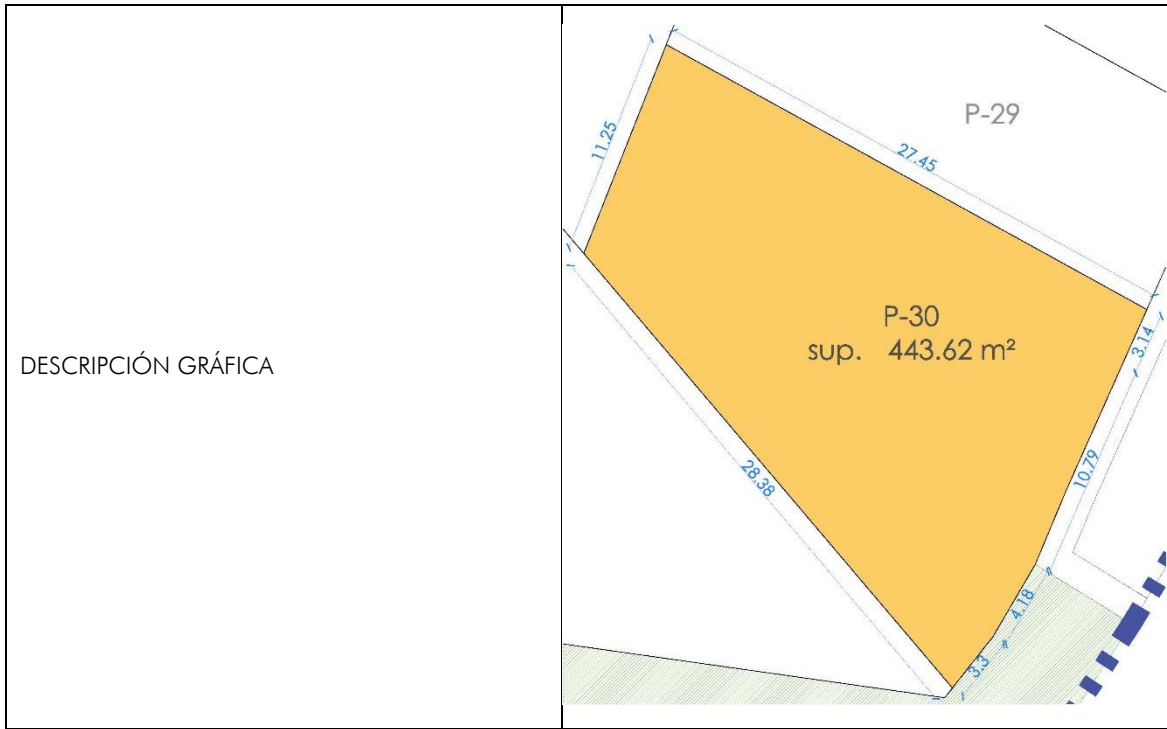 DESCRIPCIÓN GRÁFICA
P-29
27.45
11.25
P-30
sup. 443.62 m²
3.14
10.79
28.38
4.18
3.3